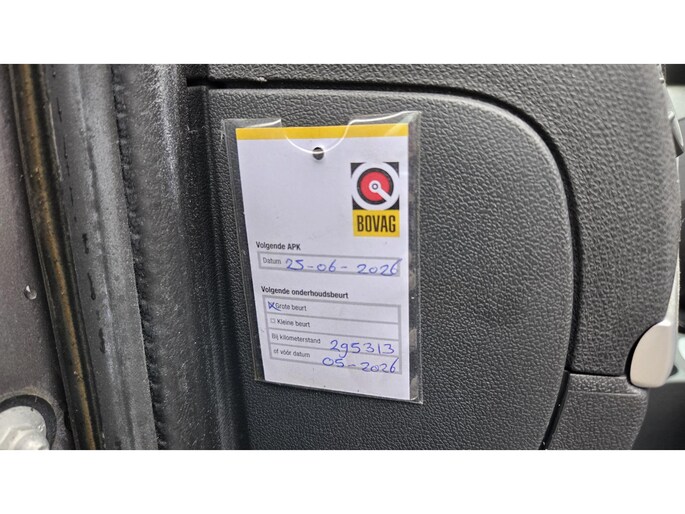 BOVAG
Volgende APK
Datum 25-06-2026
Volgende onderhoudsbeurt
Grote beurt
Kleine beurt
Bij kilometerstand 295313
of vóór datum 05-2026